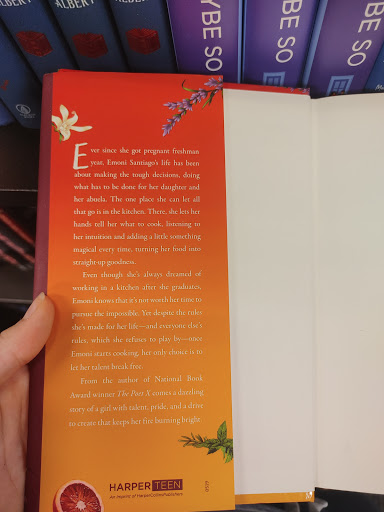 ALBERT
ALBERT
YBE SO
BE SO
BE SO
Ever since she got pregnant freshman
year, Emoni Santiago's life has been
about making the tough decisions, doing
what has to be done for her daughter and
her abuela. The one place she can let all
that go is in the kitchen. There, she lets her
hands tell her what to cook, listening to
her intuition and adding a little something
magical every time, turning her food into
straight-up goodness.
Even though she's always dreamed of
working in a kitchen after she graduates,
Emoni knows that it's not worth her time to
pursue the impossible. Yet despite the rules
she's made for her life—and everyone else's
rules, which she refuses to play by—once
Emoni starts cooking, her only choice is to
let her talent break free.
From the author of National Book
Award winner The Poet X comes a dazzling
story of a girl with talent, pride, and a drive
to create that keeps her fire burning bright.
HARPER TEEN
An Imprint of HarperCollinsPublishers